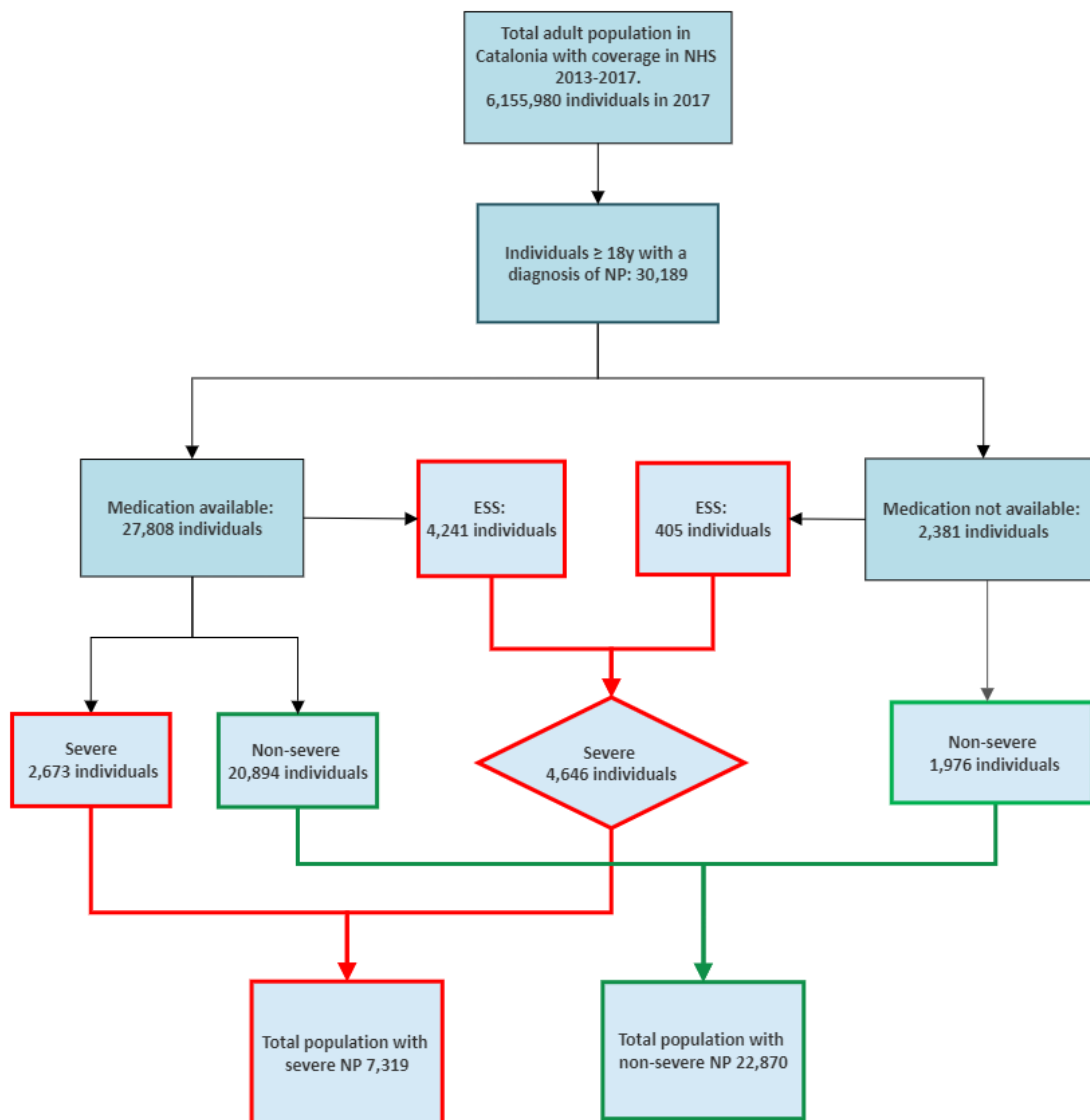 Total adult population in
Catalonia with coverage in NHS
2013-2017.
6,155,980 individuals in 2017
Individuals ≥ 18y with a
diagnosis of NP: 30,189
Medication available:
27,808 individuals
ESS:
4,241 individuals
ESS:
405 individuals
Medication not available:
2,381 individuals
Severe
2,673 individuals
Non-severe
20,894 individuals
Severe
4,646 individuals
Non-severe
1,976 individuals
Total population with
severe NP 7,319
Total population with
non-severe NP 22,870